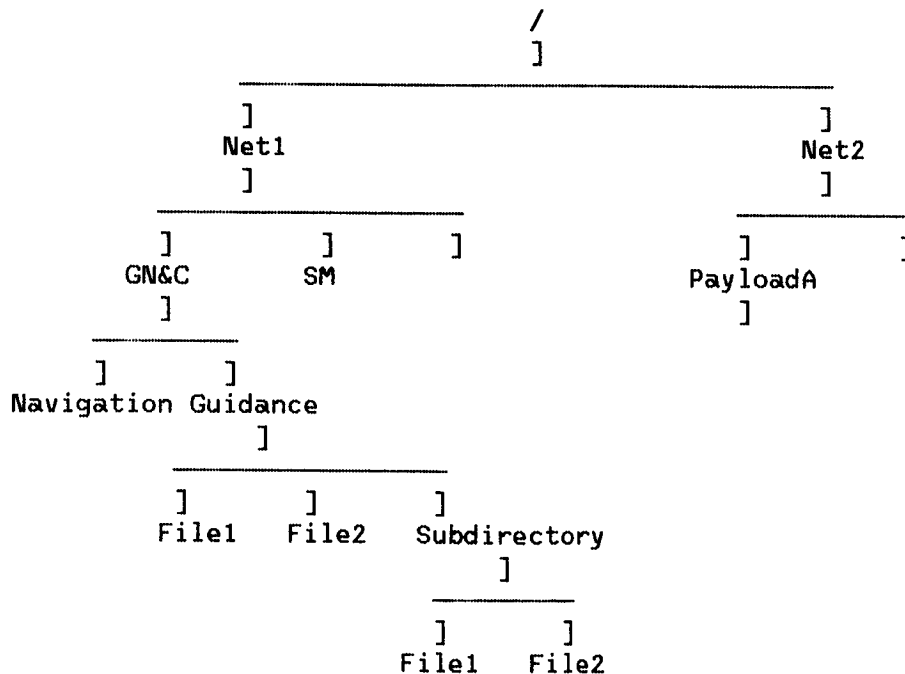 /
]
] ]
Net1 Net2
] ]
] ] ] ] ]
GN&C SM PayloadA
] ]
] ]
Navigation Guidance
]
] ] ]
File1 File2 Subdirectory
]
] ]
File1 File2